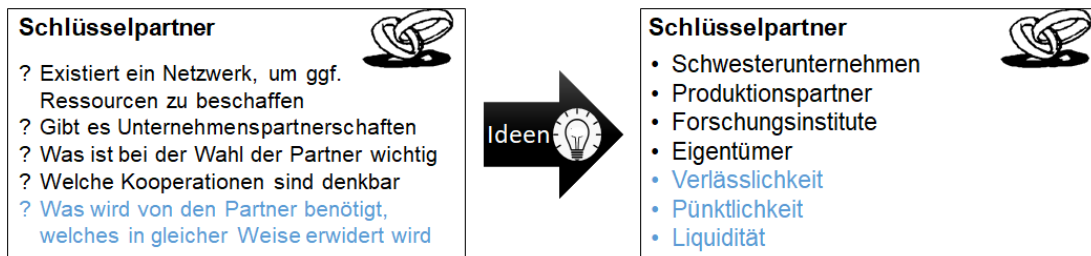 Schlüsselpartner
? Existiert ein Netzwerk, um ggf.
Ressourcen zu beschaffen
? Gibt es Unternehmenspartnerschaften
? Was ist bei der Wahl der Partner wichtig
? Welche Kooperationen sind denkbar
? Was wird von den Partner benötigt,
welches in gleicher Weise erwidert wird
Ideen
Schlüsselpartner
• Schwesterunternehmen
• Produktionspartner
• Forschungsinstitute
• Eigentümer
• Verlässlichkeit
• Pünktlichkeit
• Liquidität